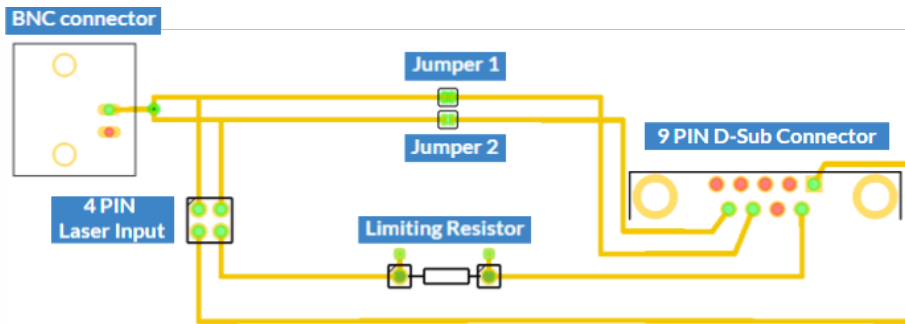 BNC connector
Jumper 1
Jumper 2
9 PIN D-Sub Connector
4 PIN
Laser Input
Limiting Resistor